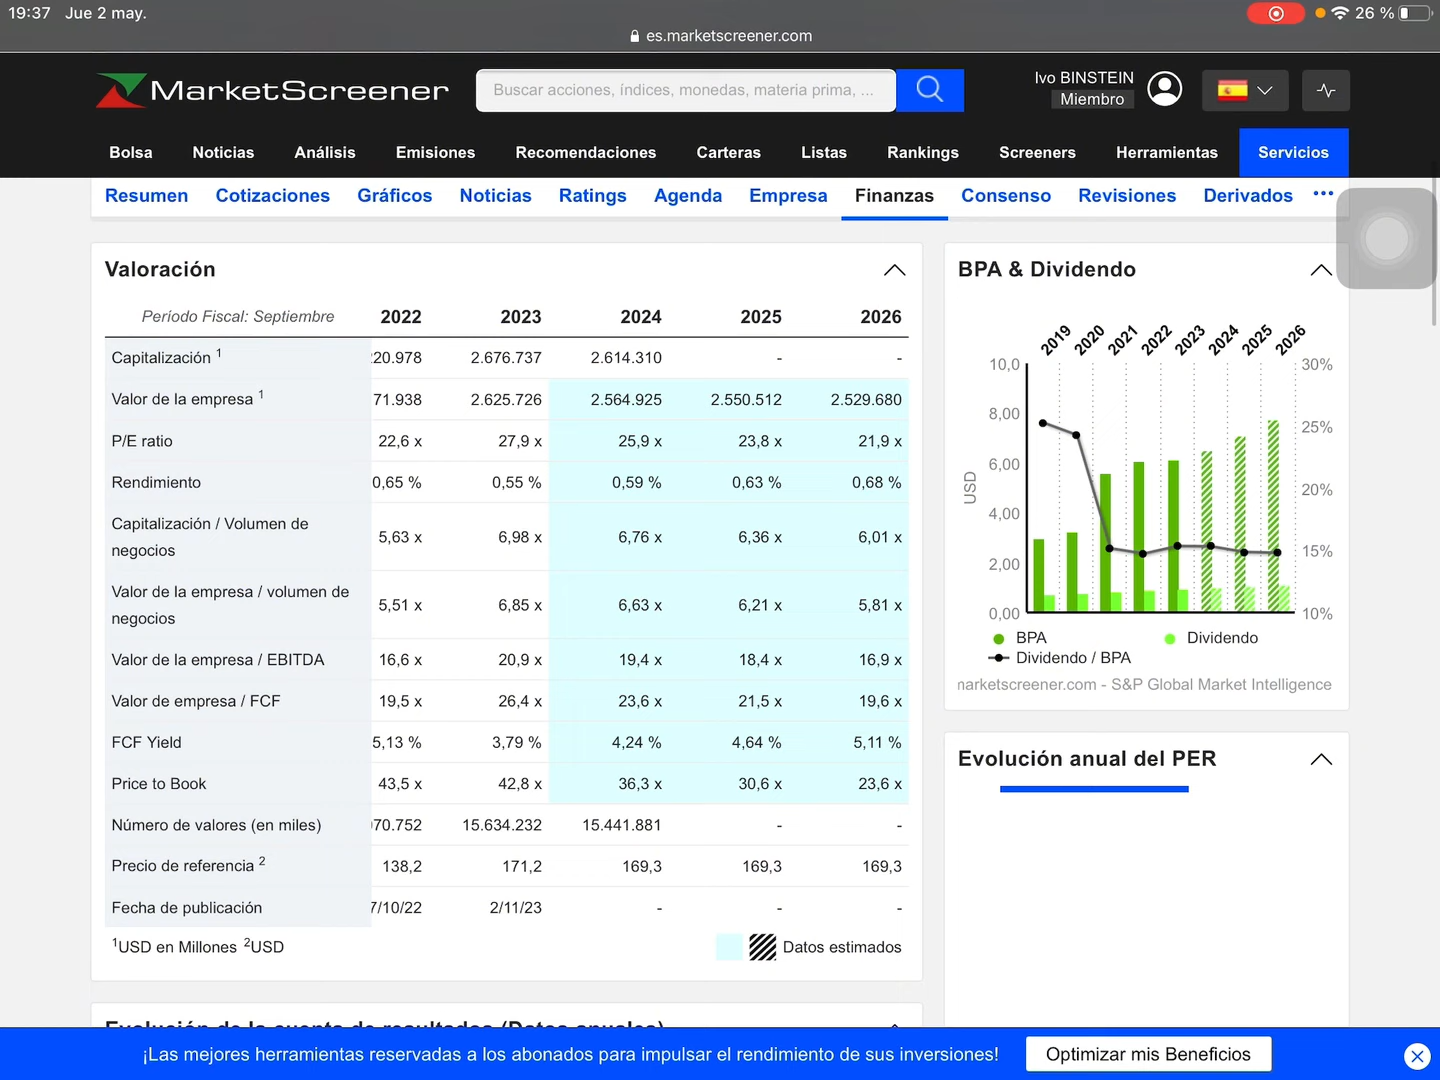 19:37 Jue 2 may.
26 %
es.marketscreener.com
MarketScreener
Buscar acciones, índices, monedas, materia prima, ...
Ivo BINSTEIN
Miembro
Bolsa Noticias Análisis Emisiones Recomendaciones Carteras Listas Rankings Screeners Herramientas Servicios
Resumen Cotizaciones Gráficos Noticias Ratings Agenda Empresa Finanzas Consenso Revisiones Derivados ...
Valoración
Período Fiscal: Septiembre 2022 2023 2024 2025 2026
Capitalización 1 20.978 2.676.737 2.614.310 - -
Valor de la empresa 1 71.938 2.625.726 2.564.925 2.550.512 2.529.680
P/E ratio 22,6 x 27,9 x 25,9 x 23,8 x 21,9 x
Rendimiento 0,65 % 0,55 % 0,59 % 0,63 % 0,68 %
Capitalización / Volumen de
negocios 5,63 x 6,98 x 6,76 x 6,36 x 6,01 x
Valor de la empresa / volumen de
negocios 5,51 x 6,85 x 6,63 x 6,21 x 5,81 x
Valor de la empresa / EBITDA 16,6 x 20,9 x 19,4 x 18,4 x 16,9 x
Valor de empresa / FCF 19,5 x 26,4 x 23,6 x 21,5 x 19,6 x
FCF Yield 5,13 % 3,79 % 4,24 % 4,64 % 5,11 %
Price to Book 43,5 x 42,8 x 36,3 x 30,6 x 23,6 x
Número de valores (en miles) 70.752 15.634.232 15.441.881 - -
Precio de referencia 2 138,2 171,2 169,3 169,3 169,3
Fecha de publicación 7/10/22 2/11/23 - - -
1USD en Millones 2USD
Datos estimados
BPA & Dividendo
2019 2020 2021 2022 2023 2024 2025 2026
10,0 30%
8,00 25%
6,00 20%
USD
4,00 15%
2,00
0,00 10%
BPA Dividendo
Dividendo / BPA
marketscreener.com - S&P Global Market Intelligence
Evolución anual del PER
Evolución de la cuenta de resultados (Datos anuales)
¡Las mejores herramientas reservadas a los abonados para impulsar el rendimiento de sus inversiones!
Optimizar mis Beneficios